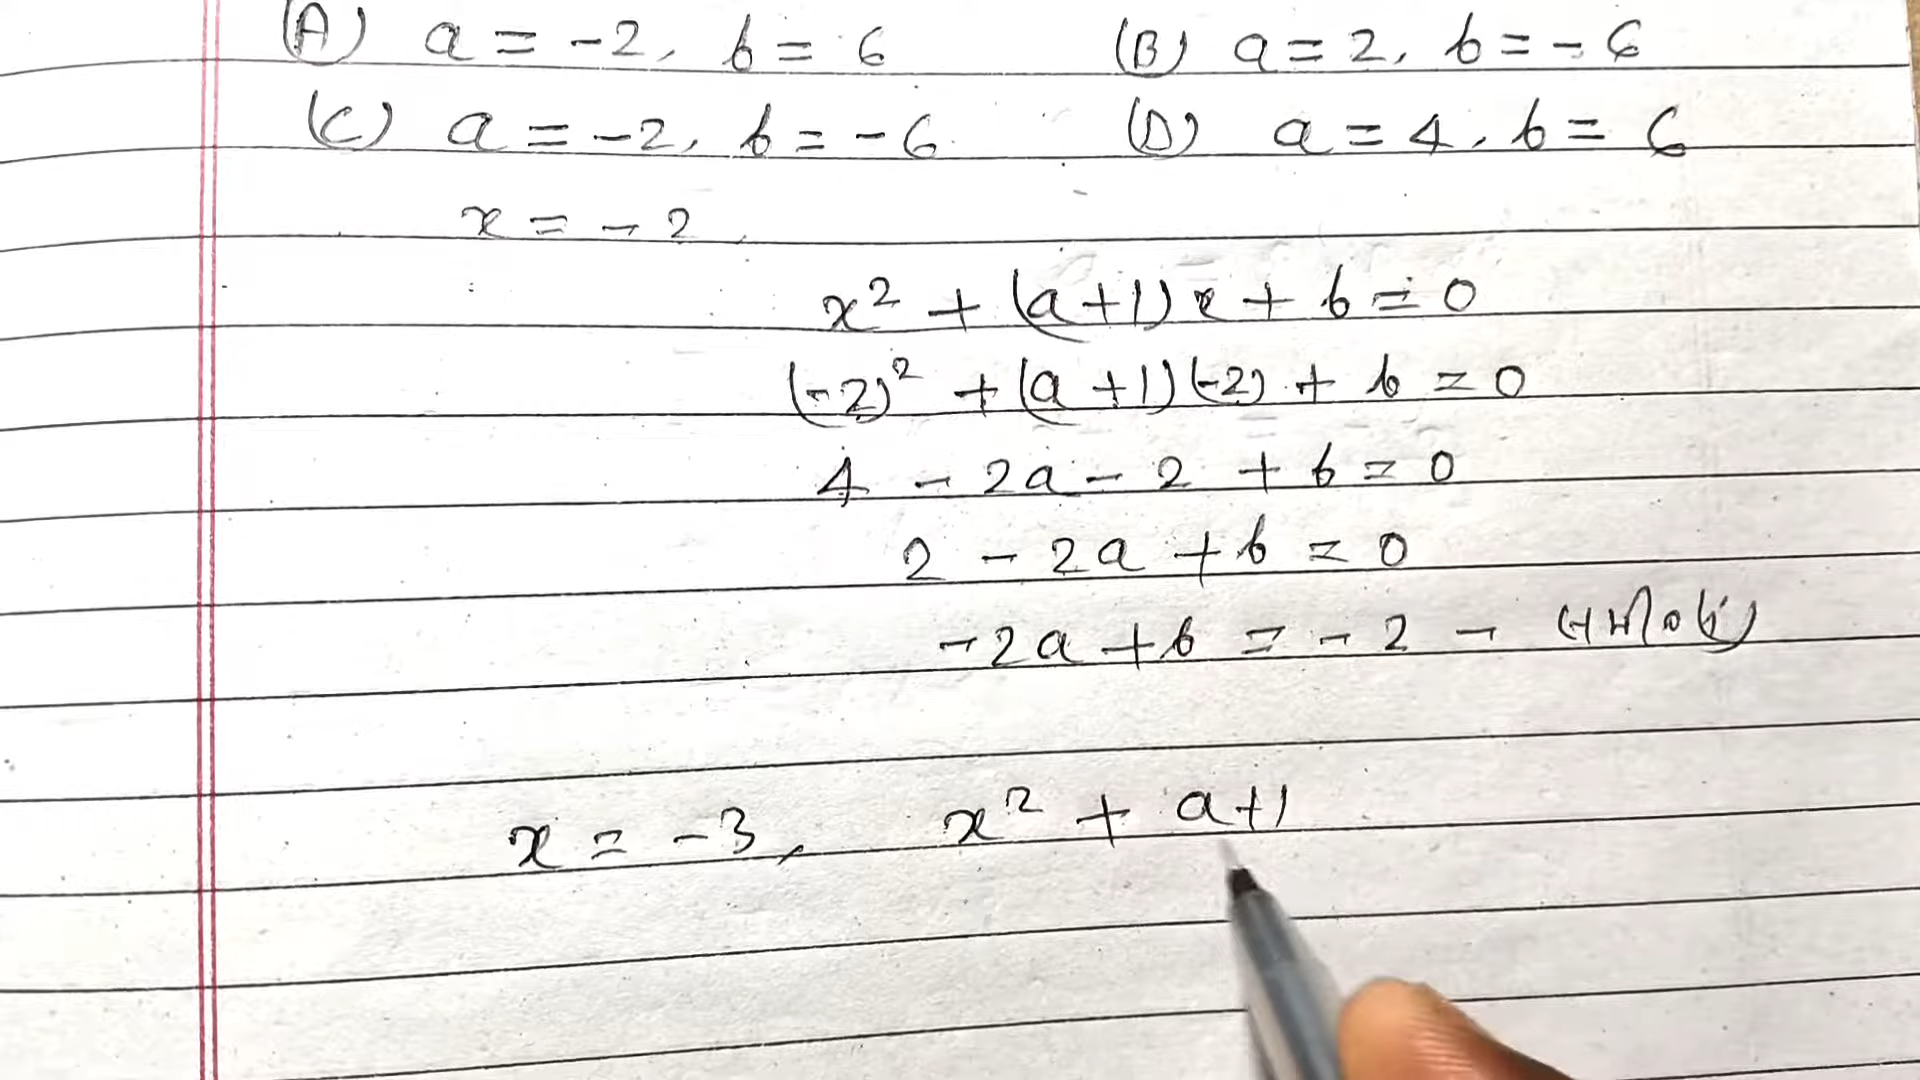 (A) a = -2, b = 6 (B) a = 2, b = -6
(C) a = -2, b = -6 (D) a = 4, b = 6
x = -2
x² + (a+1)x + b = 0
(-2)² + (a+1)(-2) + b = 0
4 - 2a - 2 + b = 0
2 - 2a + b = 0
-2a + b = -2 -
x = -3, x² + a+1